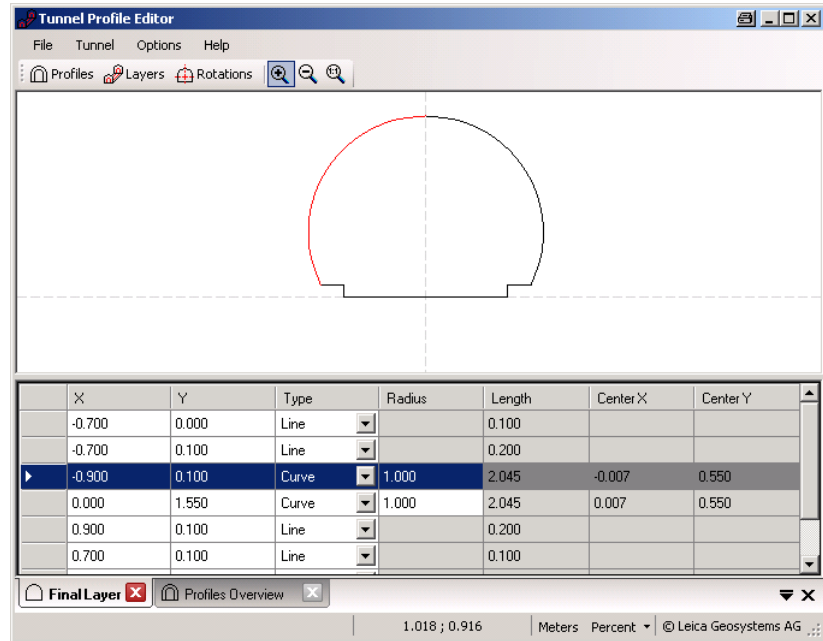 Tunnel Profile Editor
File Tunnel Options Help
Profiles Layers Rotations
X Y Type Radius Length Center X Center Y
-0.700 0.000 Line 0.100
-0.700 0.100 Line 0.200
-0.900 0.100 Curve 1.000 2.045 -0.007 0.550
0.000 1.550 Curve 1.000 2.045 0.007 0.550
0.900 0.100 Line 0.200
0.700 0.100 Line 0.100
Final Layer Profiles Overview
1.018 ; 0.916 Meters Percent © Leica Geosystems AG